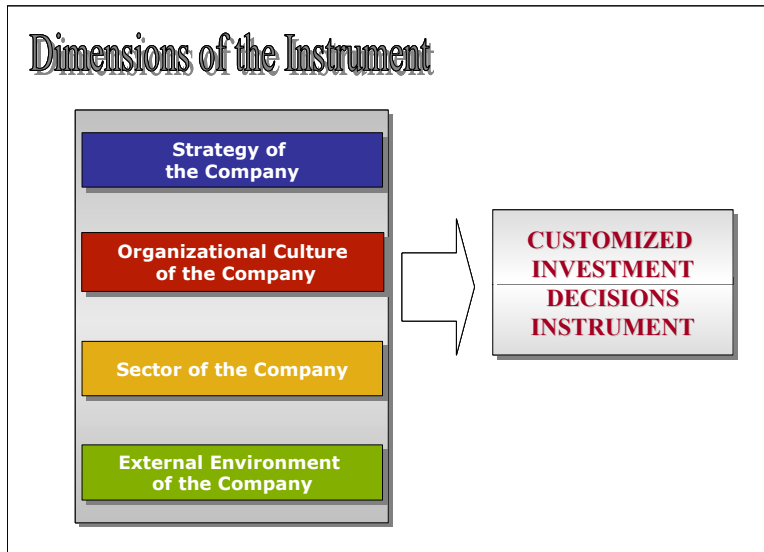 Dimensions of the Instrument
Strategy of
the Company
Organizational Culture
of the Company
Sector of the Company
External Environment
of the Company
CUSTOMIZED
INVESTMENT
DECISIONS
INSTRUMENT